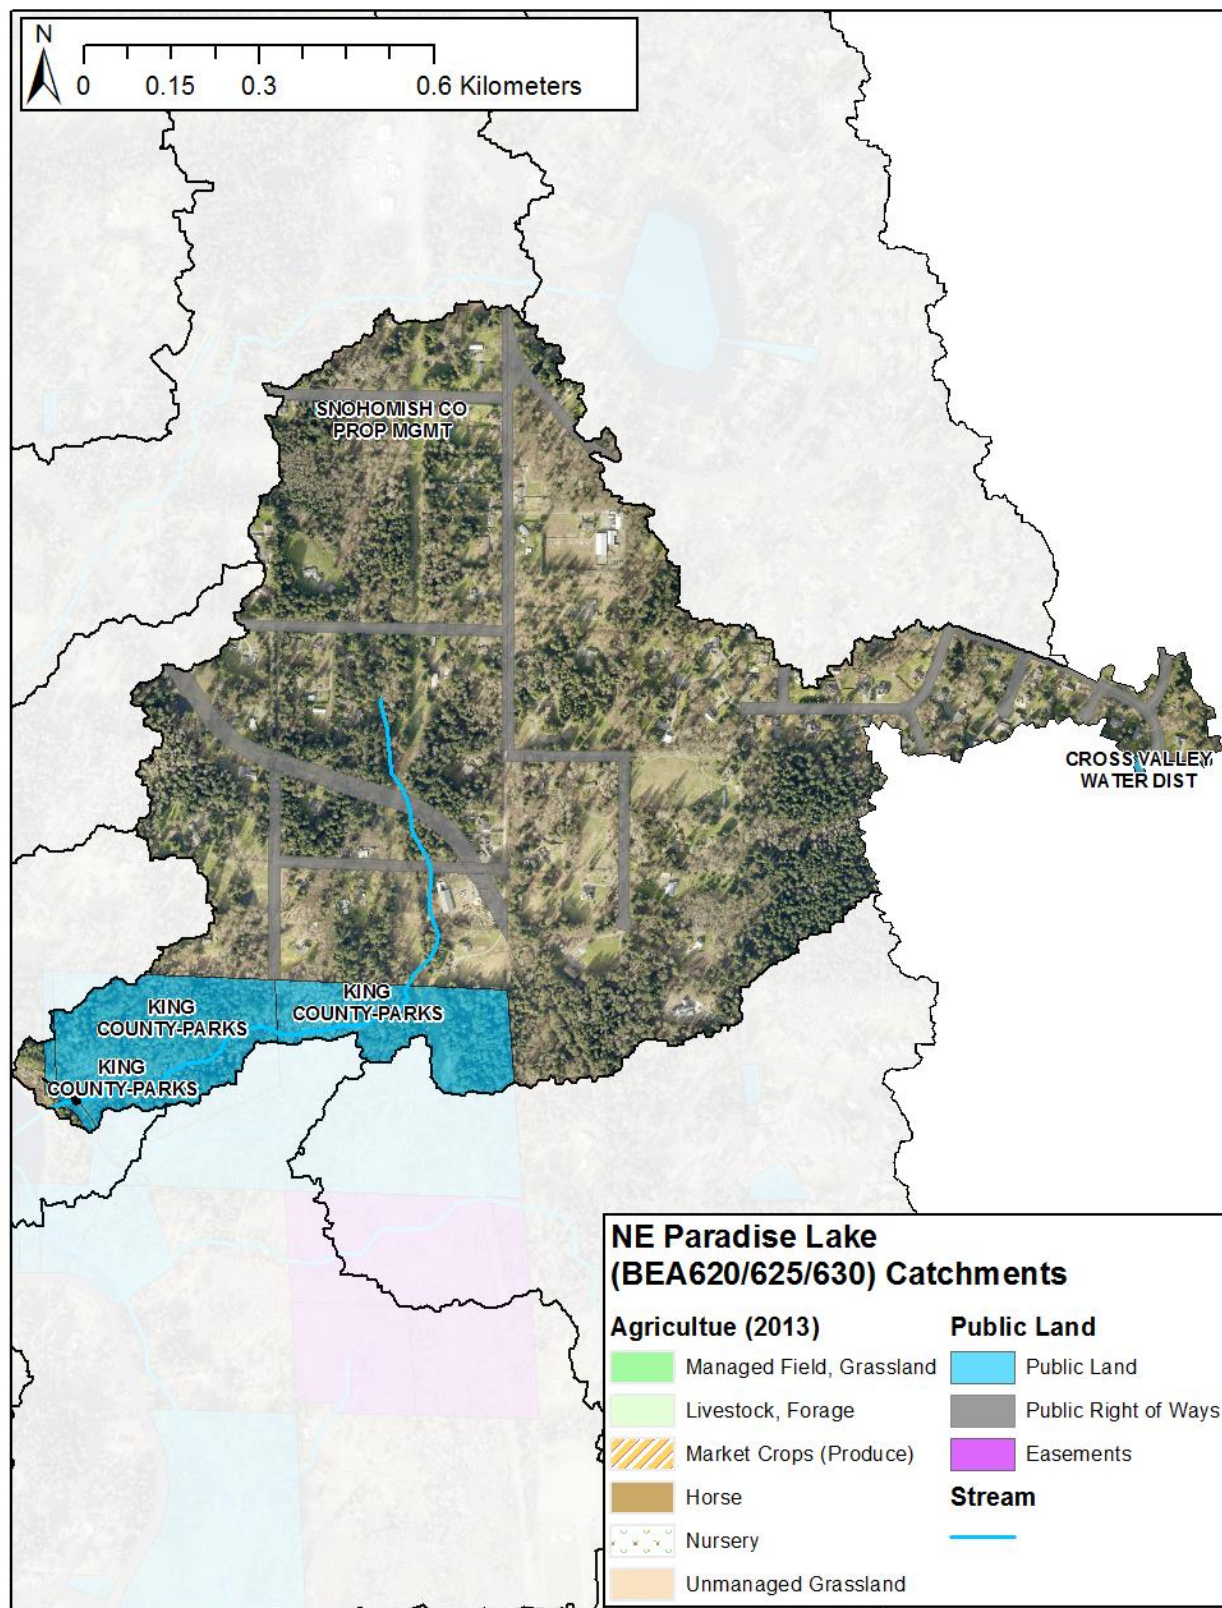 N
0 0.15 0.3 0.6 Kilometers
SNOHOMISH CO
PROP MGMT
CROSS VALLEY
WATER DIST
KING
COUNTY-PARKS
KING
COUNTY-PARKS
KING
COUNTY-PARKS
NE Paradise Lake
(BEA620/625/630) Catchments
Agricultue (2013)
Managed Field, Grassland
Livestock, Forage
Market Crops (Produce)
Horse
Nursery
Unmanaged Grassland
Public Land
Public Land
Public Right of Ways
Easements
Stream